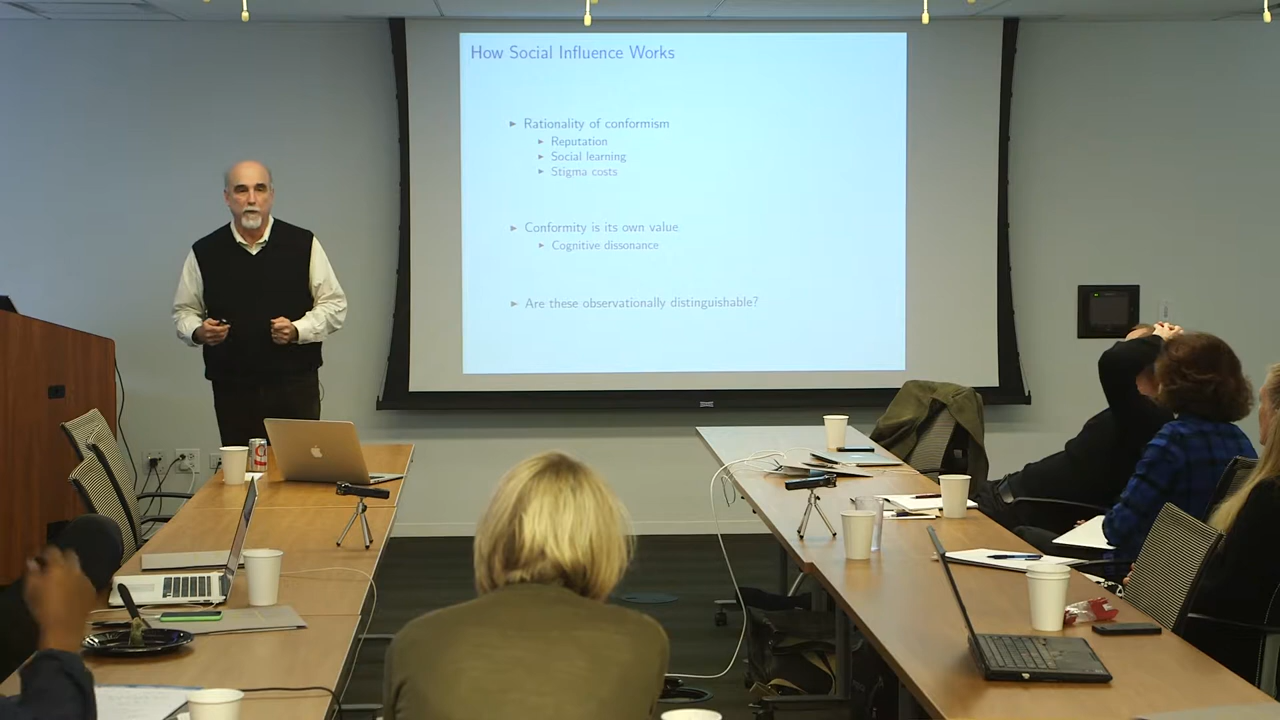 How Social Influence Works
Rationality of conformism
Reputation
Social learning
Stigma costs
Conformity is its own value
Cognitive dissonance
Are these observationally distinguishable?